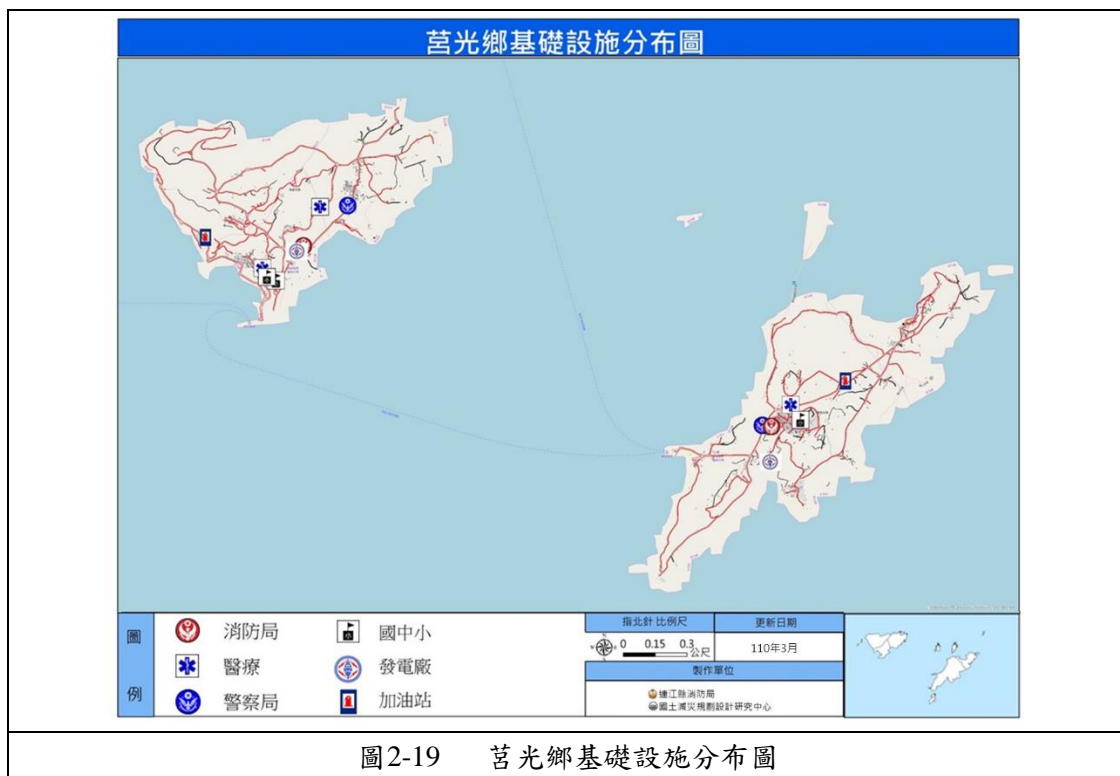 莒光鄉基礎設施分布圖
圖例
消防局
國中小
醫療
發電廠
警察局
加油站
指北針 比例尺
更新日期
0 0.15 0.3
公尺
110年3月
製作單位
連江縣消防局
國土減災規劃設計研究中心
圖2-19 莒光鄉基礎設施分布圖